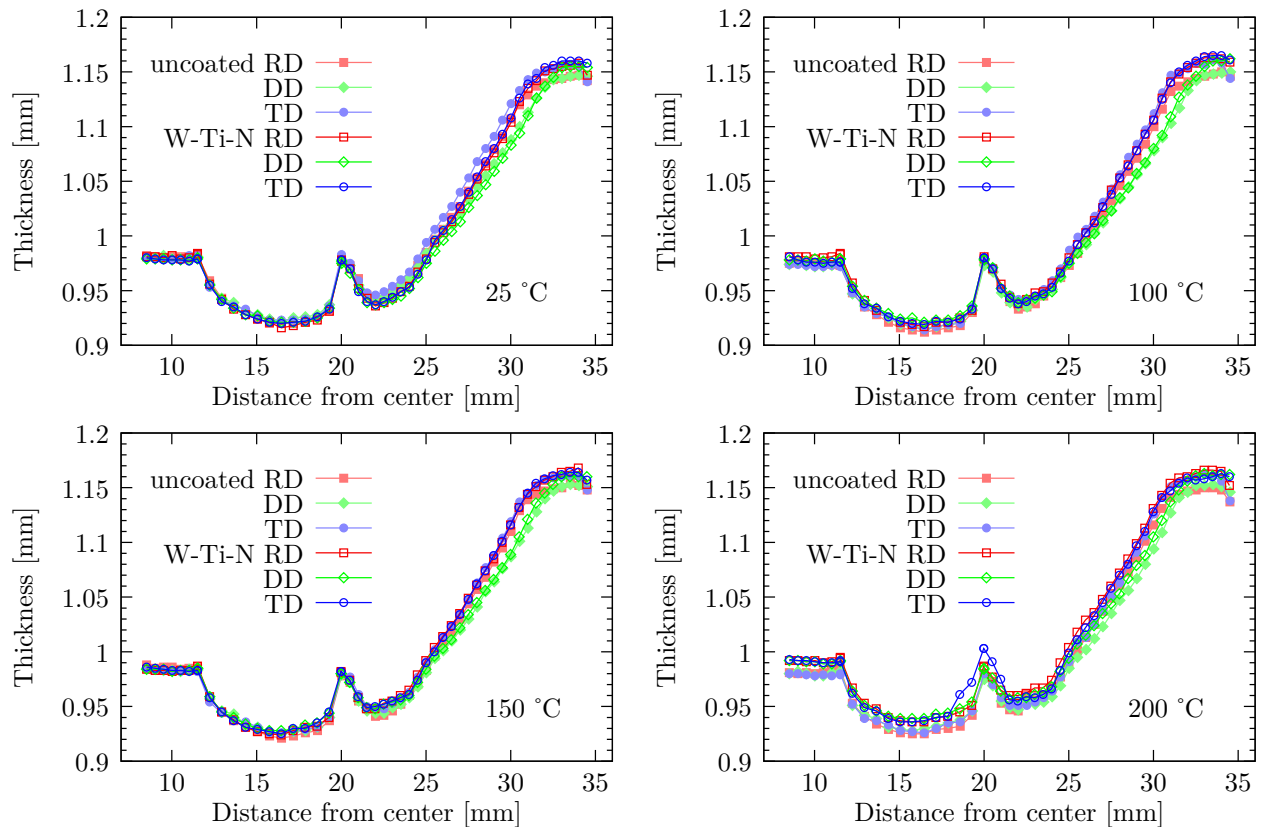 1.2
1.15
1.1
1.05
1
0.95
0.9
Thickness [mm]
uncoated RD
DD
TD
W-Ti-N RD
DD
TD
25 °C
10 15 20 25 30 35
Distance from center [mm]
1.2
1.15
1.1
1.05
1
0.95
0.9
Thickness [mm]
uncoated RD
DD
TD
W-Ti-N RD
DD
TD
100 °C
10 15 20 25 30 35
Distance from center [mm]
1.2
1.15
1.1
1.05
1
0.95
0.9
Thickness [mm]
uncoated RD
DD
TD
W-Ti-N RD
DD
TD
150 °C
10 15 20 25 30 35
Distance from center [mm]
1.2
1.15
1.1
1.05
1
0.95
0.9
Thickness [mm]
uncoated RD
DD
TD
W-Ti-N RD
DD
TD
200 °C
10 15 20 25 30 35
Distance from center [mm]